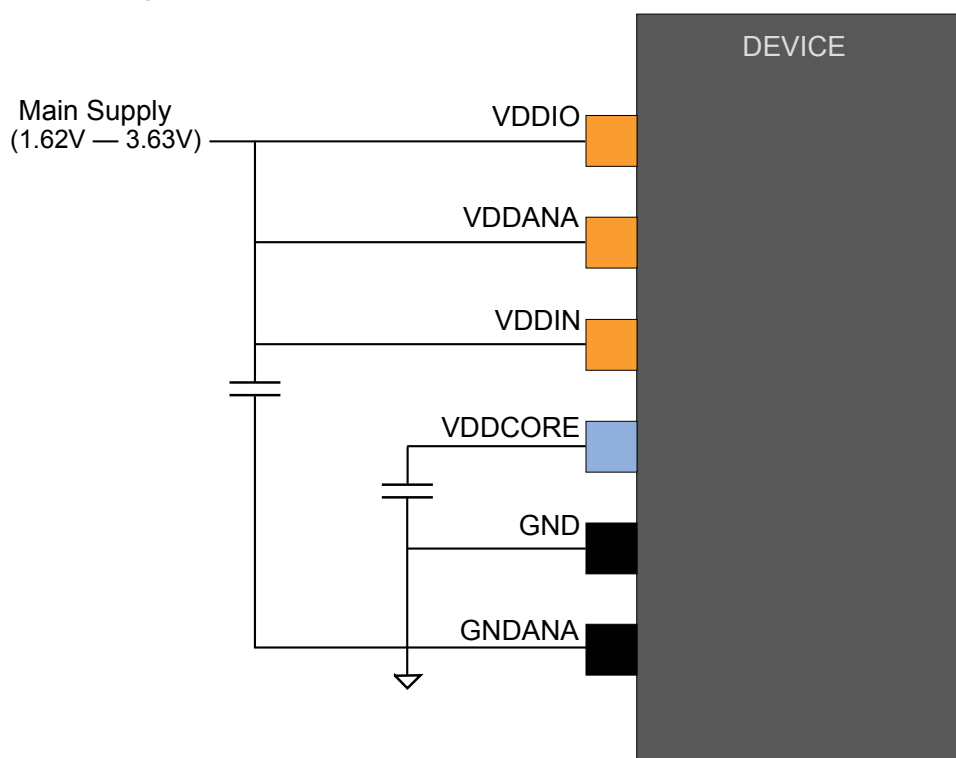 DEVICE
Main Supply
(1.62V — 3.63V)
VDDIO
VDDANA
VDDIN
VDDCORE
GND
GNDANA